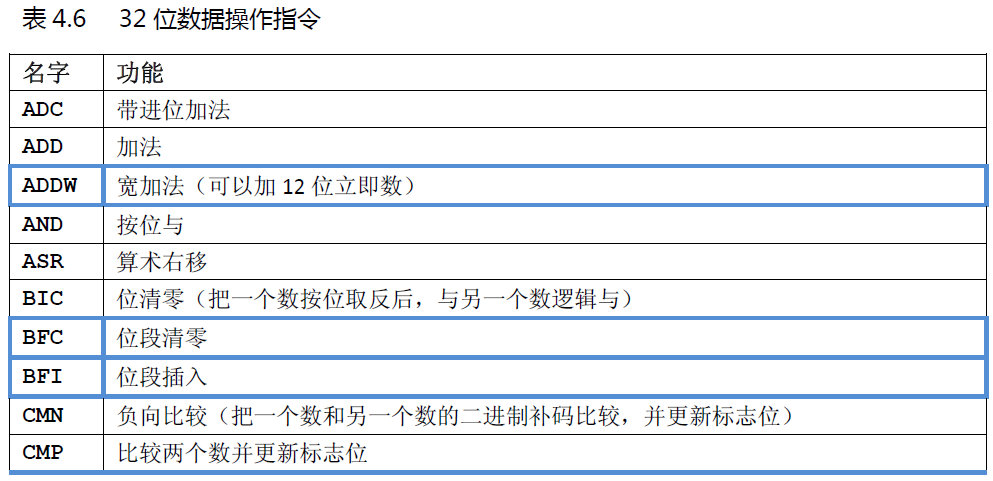 表 4.6 32 位数据操作指令
名字 功能
ADC 带进位加法
ADD 加法
ADDW 宽加法（可以加 12 位立即数）
AND 按位与
ASR 算术右移
BIC 位清零（把一个数按位取反后，与另一个数逻辑与）
BFC 位段清零
BFI 位段插入
CMN 负向比较（把一个数和另一个数的二进制补码比较，并更新标志位）
CMP 比较两个数并更新标志位